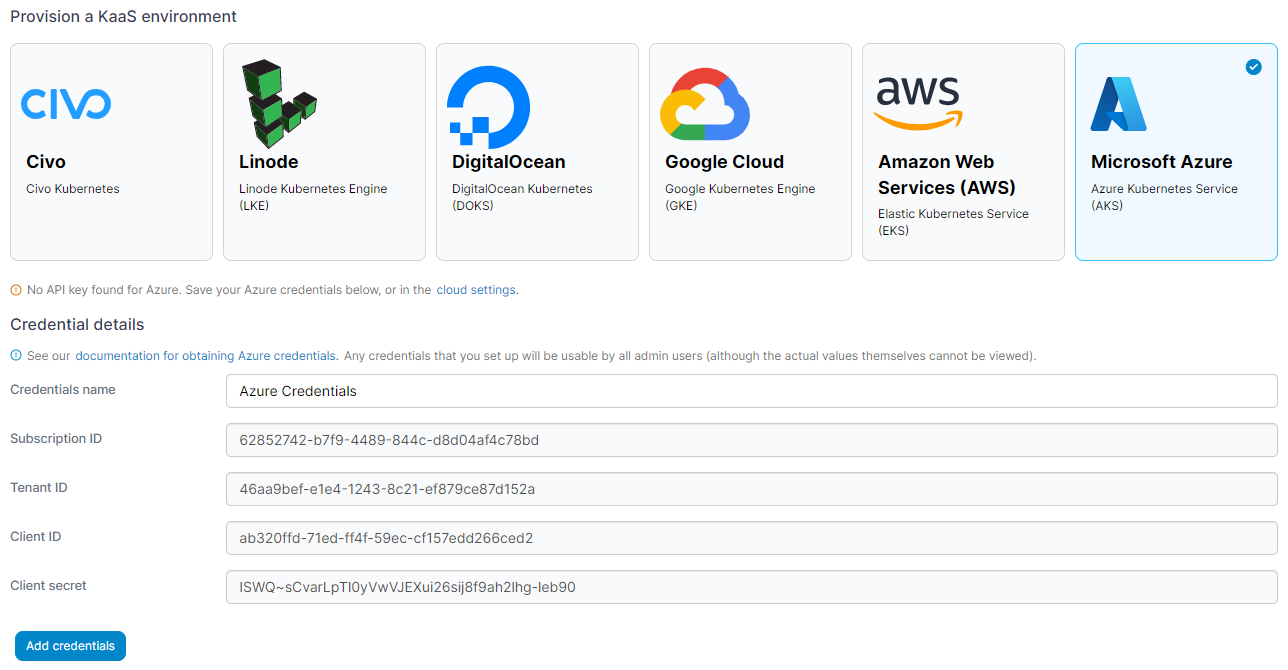 Provision a KaaS environment
CIVO
Civo
Civo Kubernetes
Linode
Linode Kubernetes Engine
(LKE)
DigitalOcean
DigitalOcean Kubernetes
(DOKS)
Google Cloud
Google Kubernetes Engine
(GKE)
aws
Amazon Web
Services (AWS)
Elastic Kubernetes Service
(EKS)
Microsoft Azure
Azure Kubernetes Service
(AKS)
No API key found for Azure. Save your Azure credentials below, or in the cloud settings.
Credential details
See our documentation for obtaining Azure credentials. Any credentials that you set up will be usable by all admin users (although the actual values themselves cannot be viewed).
Credentials name
Azure Credentials
Subscription ID
62852742-b7f9-4489-844c-d8d04af4c78bd
Tenant ID
46aa9bef-e1e4-1243-8c21-ef879ce87d152a
Client ID
ab320ffd-71ed-ff4f-59ec-cf157edd266ced2
Client secret
Add credentials